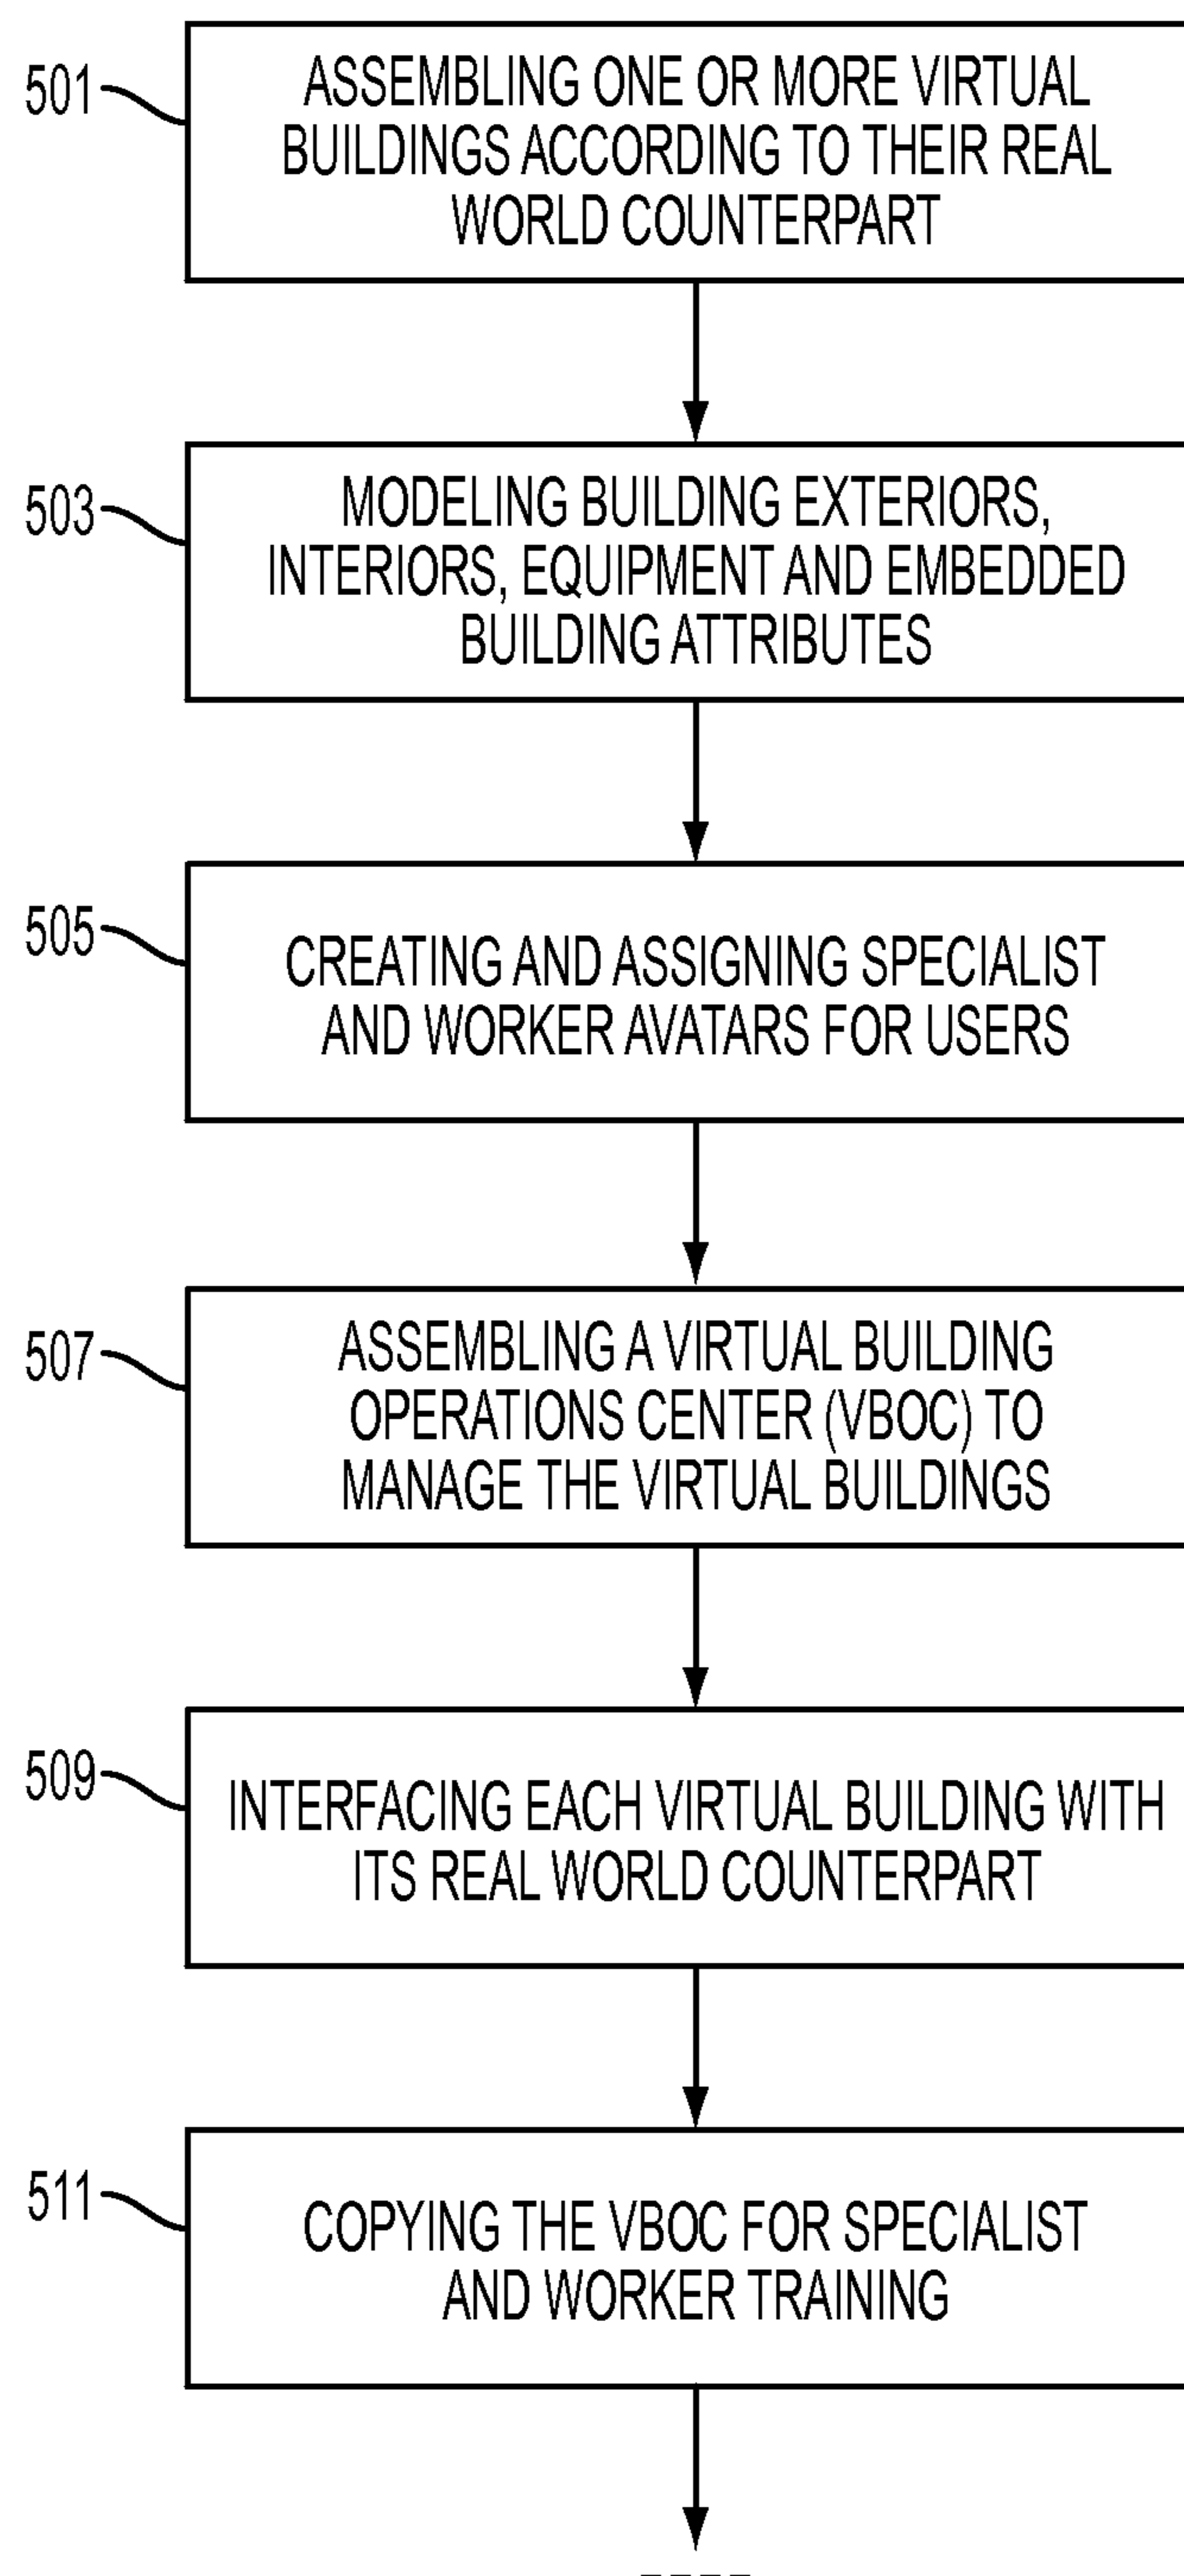 501
ASSEMBLING ONE OR MORE VIRTUAL
BUILDINGS ACCORDING TO THEIR REAL
WORLD COUNTERPART
503
MODELING BUILDING EXTERIORS,
INTERIORS, EQUIPMENT AND EMBEDDED
BUILDING ATTRIBUTES
505
CREATING AND ASSIGNING SPECIALIST
AND WORKER AVATARS FOR USERS
507
ASSEMBLING A VIRTUAL BUILDING
OPERATIONS CENTER (VBOC) TO
MANAGE THE VIRTUAL BUILDINGS
509
INTERFACING EACH VIRTUAL BUILDING WITH
ITS REAL WORLD COUNTERPART
511
COPYING THE VBOC FOR SPECIALIST
AND WORKER TRAINING